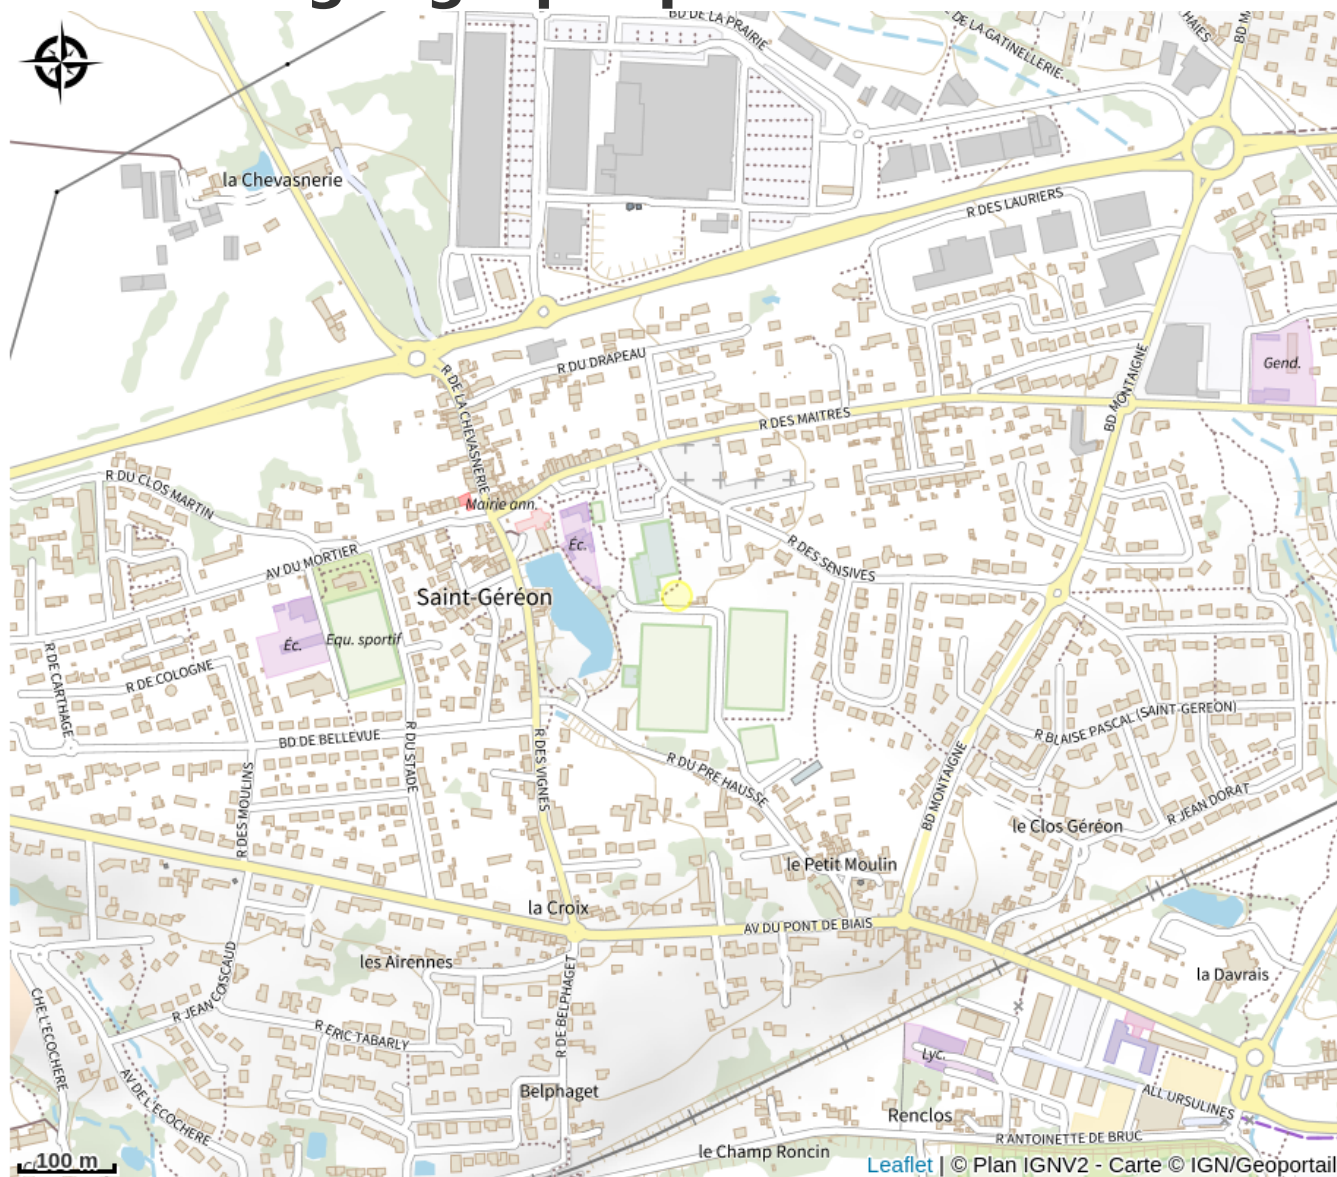 BD DE LA PRAIRIE
DE LA GATINELLERIE
HAIES
BD M
la Chevasnerie
R DES LAURIERS
R DU DRAPEAU
R DE LA CHEVASNERIE
R DES MAITRES
BD MONTAIGNE
Gend.
R DU CLOS MARTIN
Mairie ann.
Éc.
AV DU MORTIER
R DES SENSIVES
Saint-Géréon
Éc.
Equ. sportif
R DE CARTHAGE
R DE COLOGNE
BD DE BELLEVUE
R DU STADE
R DES VIGNES
R DU PRE HAUSSE
R BLAISE PASCAL (SAINT-GEREON)
BD MONTAIGNE
R DES MOULINS
R JEAN DORAT
le Clos Géréon
le Petit Moulin
la Croix
AV DU PONT DE BIAIS
les Airennes
la Davrais
R JEAN COISCAUD
CHE L'ECOCHERE
R DE BELPHAGET
R ERIC TABARLY
Lyc.
AV DE L'ECOCHERE
Belphaget
ALL URSULINES
Renclos
R ANTOINETTE DE BRUC
le Champ Roncin
100 m
Leaflet | © Plan IGNV2 - Carte © IGN/Geoportail